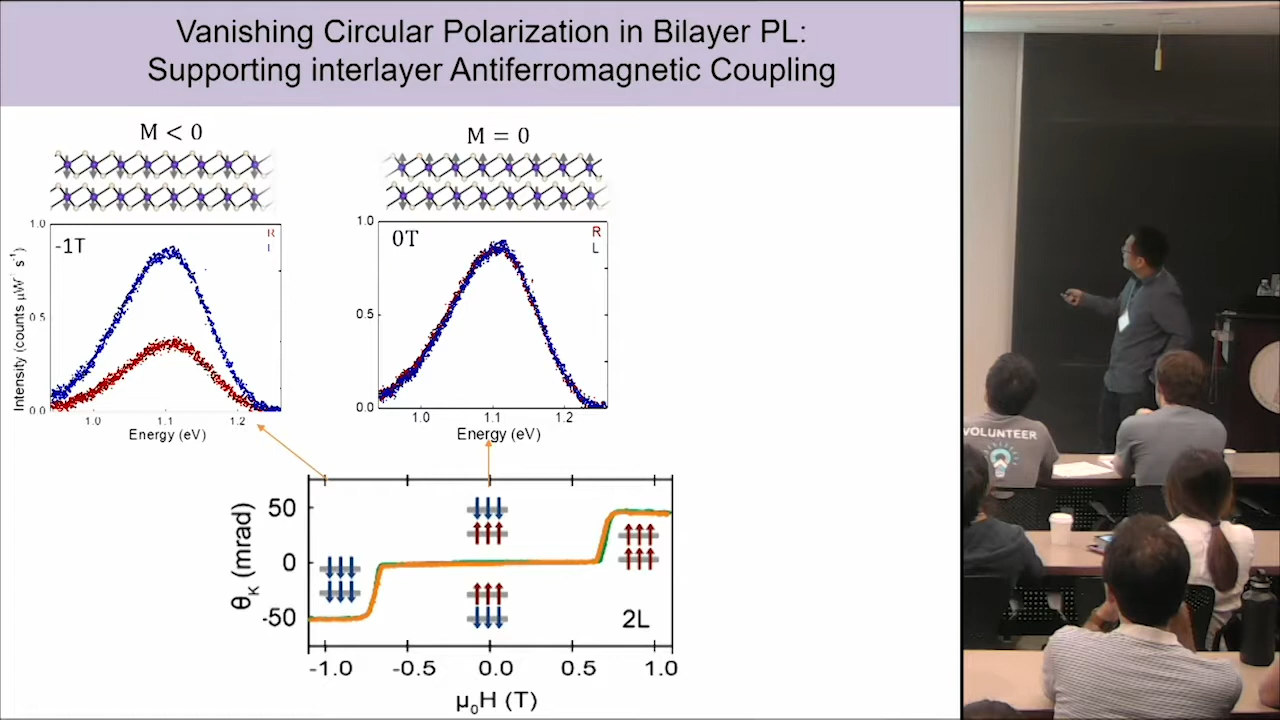 Vanishing Circular Polarization in Bilayer PL:
Supporting interlayer Antiferromagnetic Coupling
M < 0
M = 0
1.0
0.5
0.0
-1T
R
L
Intensity (counts μW⁻ s⁻¹)
1.0
1.1
1.2
Energy (eV)
1.0
0.5
0.0
0T
R
L
1.0
1.1
1.2
Energy (eV)
50
0
-50
θK (mrad)
2L
-1.0
-0.5
0.0
0.5
1.0
μ0H (T)
VOLUNTEER